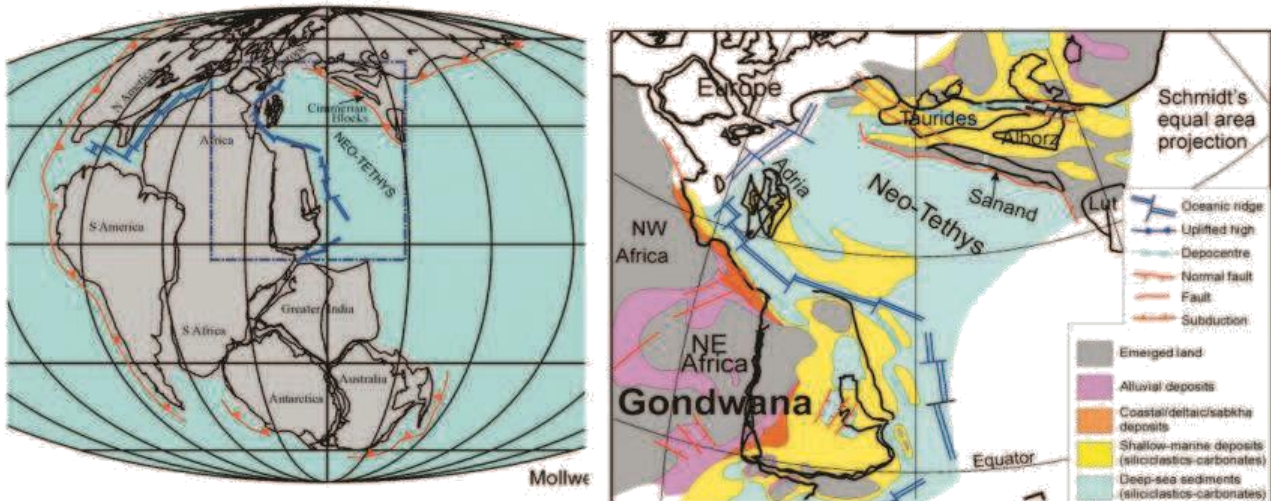 N America
Cimmerian
Blocks
Africa
NEO-TETHYS
S America
Greater India
S Africa
Australia
Antarctica
Mollwe
Europe
Taurides
Alborz
Schmidt's
equal area
projection
Adria
Neo-Tethys
Sanand
Lut
NW
Africa
NE
Africa
Gondwana
Equator
Oceanic ridge
Uplifted high
Depocentre
Normal fault
Fault
Subduction
Emerged land
Alluvial deposits
Coastal/deltaic/sabkha
deposits
Shallow-marine deposits
(siliciclastics-carbonates)
Deep-sea sediments
(siliciclastics-carbonates)